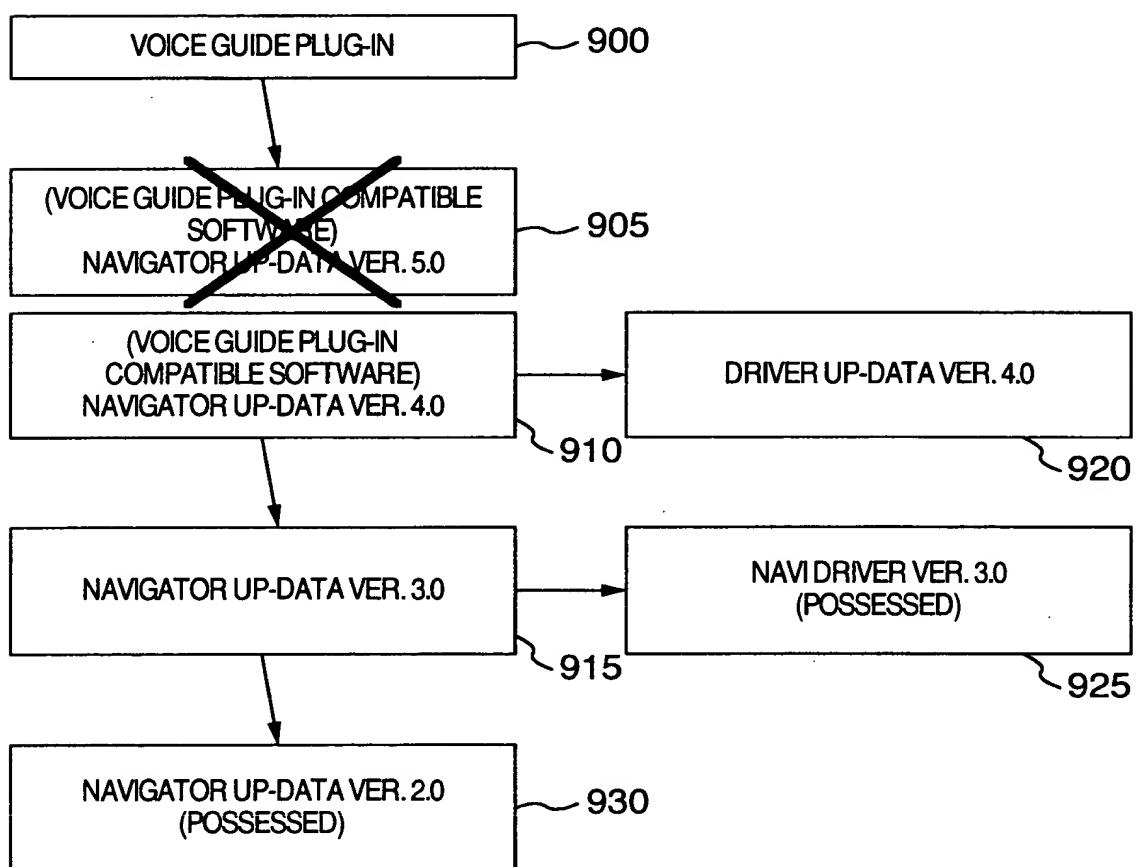 VOICE GUIDE PLUG-IN
900
(VOICE GUIDE PLUG-IN COMPATIBLE
SOFTWARE)
NAVIGATOR UP-DATA VER. 5.0
905
(VOICE GUIDE PLUG-IN
COMPATIBLE SOFTWARE)
NAVIGATOR UP-DATA VER. 4.0
910
DRIVER UP-DATA VER. 4.0
920
NAVIGATOR UP-DATA VER. 3.0
915
NAVI DRIVER VER. 3.0
(POSSESSED)
925
NAVIGATOR UP-DATA VER. 2.0
(POSSESSED)
930